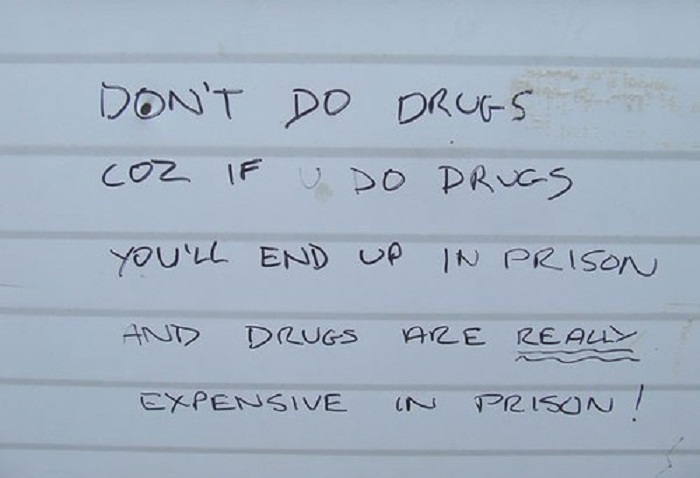 DON'T DO DRUGS
COZ IF U DO DRUGS
YOU'LL END UP IN PRISON
AND DRUGS ARE REALLY
EXPENSIVE IN PRISON!